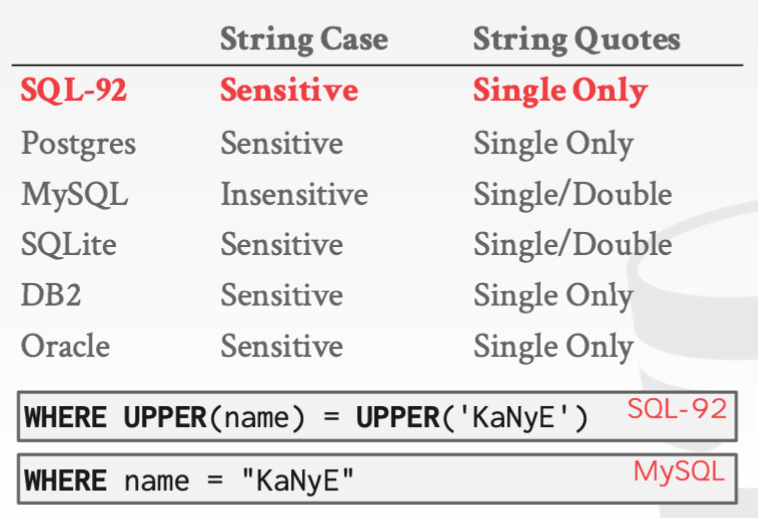 String Case String Quotes
SQL-92 Sensitive Single Only
Postgres Sensitive Single Only
MySQL Insensitive Single/Double
SQLite Sensitive Single/Double
DB2 Sensitive Single Only
Oracle Sensitive Single Only
WHERE UPPER(name) = UPPER('KaNyE') SQL-92
WHERE name = "KaNyE" MySQL